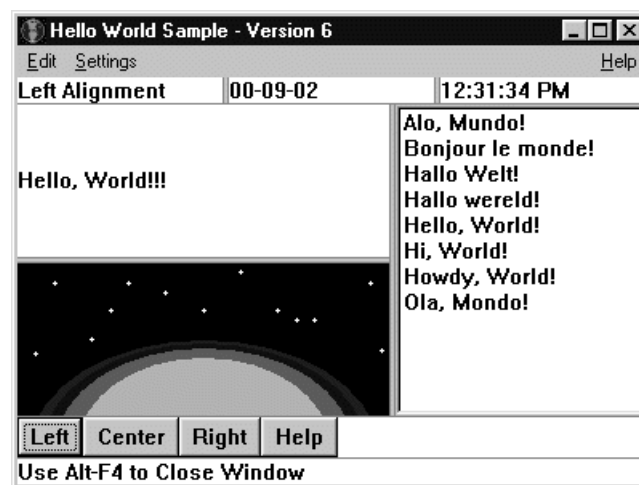 Hello World Sample - Version 6
Edit Settings Help
Left Alignment 00-09-02 12:31:34 PM
Hello, World!!!
Alo, Mundo!
Bonjour le monde!
Hallo Welt!
Hallo wereld!
Hello, World!
Hi, World!
Howdy, World!
Ola, Mondo!
Left Center Right Help
Use Alt-F4 to Close Window